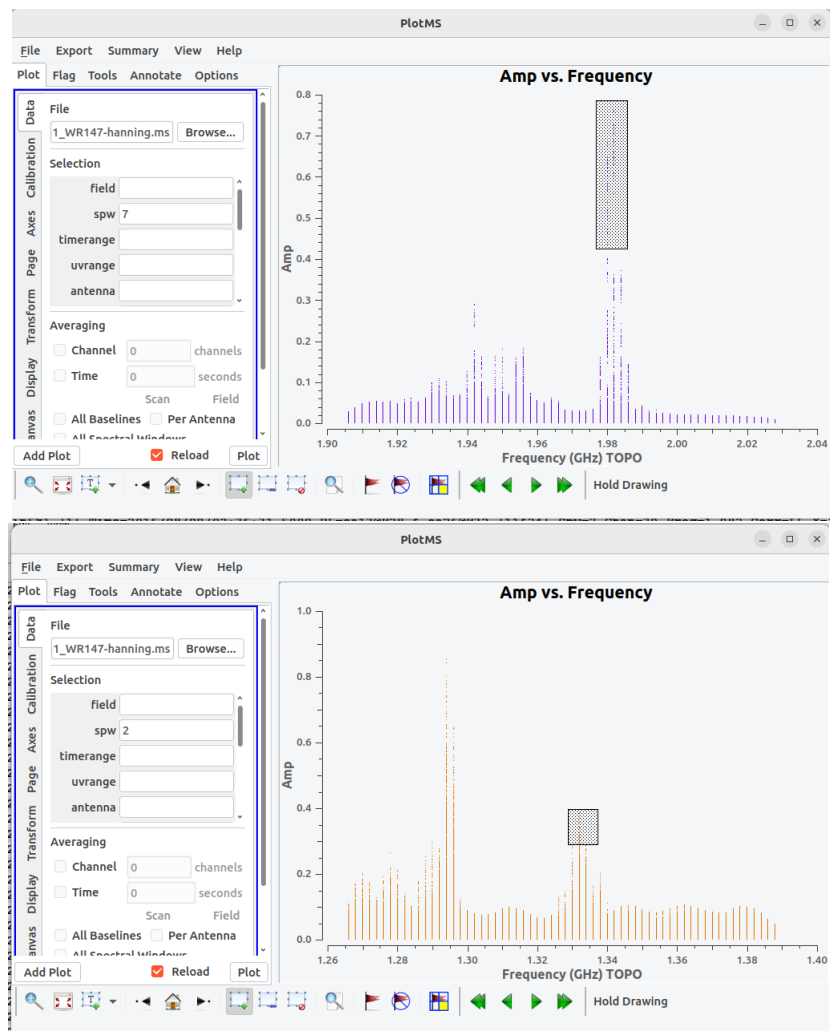 PlotMS
File Export Summary View Help
Plot Flag Tools Annotate Options
Data
Calibration
Axes
Page
Transform
Display
File
1_WR147-hanning.ms Browse...
Selection
field
spw 7
timerange
uvrange
antenna
Averaging
Channel 0 channels
Time 0 seconds
Scan Field
All Baselines Per Antenna
Add Plot Reload Plot
Amp vs. Frequency
Amp
0.8
0.7
0.6
0.5
0.4
0.3
0.2
0.1
0.0
1.90 1.92 1.94 1.96 1.98 2.00 2.02 2.04
Frequency (GHz) TOPO
Hold Drawing
PlotMS
File Export Summary View Help
Plot Flag Tools Annotate Options
Data
Calibration
Axes
Page
Transform
Display
File
1_WR147-hanning.ms Browse...
Selection
field
spw 2
timerange
uvrange
antenna
Averaging
Channel 0 channels
Time 0 seconds
Scan Field
All Baselines Per Antenna
Add Plot Reload Plot
Amp vs. Frequency
Amp
1.0
0.8
0.6
0.4
0.2
0.0
1.26 1.28 1.30 1.32 1.34 1.36 1.38 1.40
Frequency (GHz) TOPO
Hold Drawing